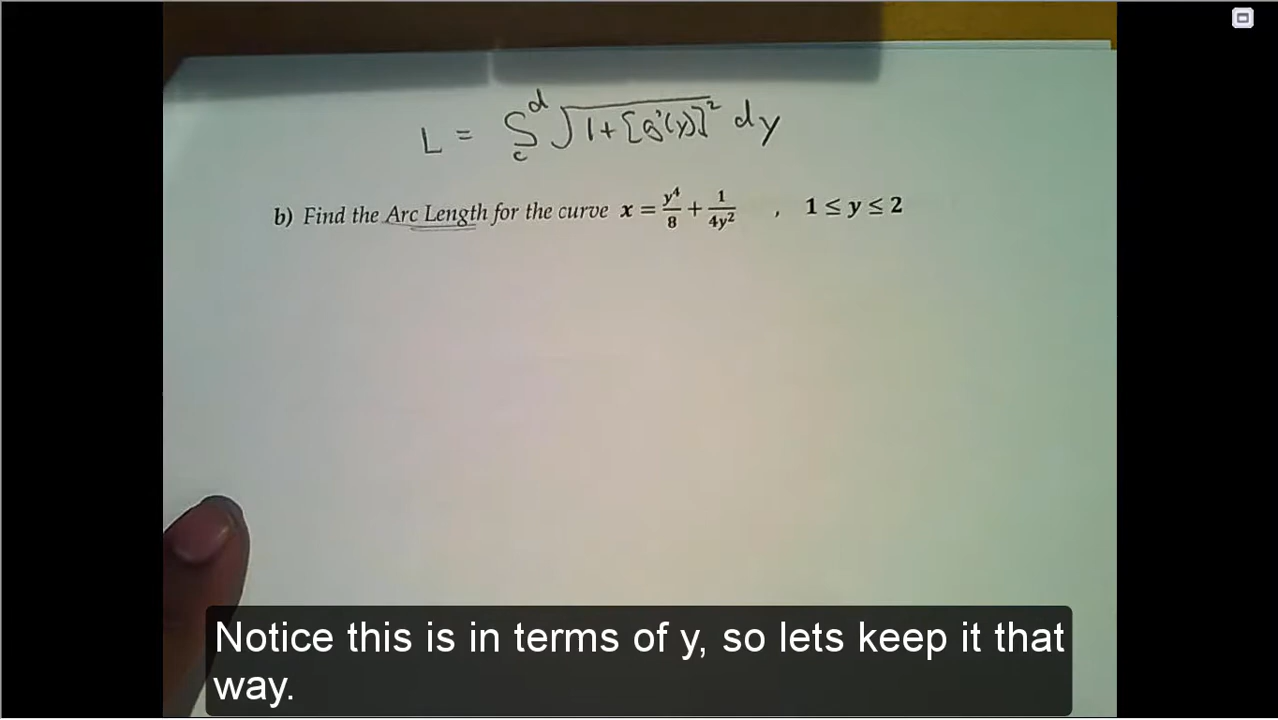 L = ∫_c^d √(1+[g'(y)]²) dy
b) Find the Arc Length for the curve x = y⁴/8 + 1/4y² , 1 ≤ y ≤ 2
Notice this is in terms of y, so lets keep it that
way.